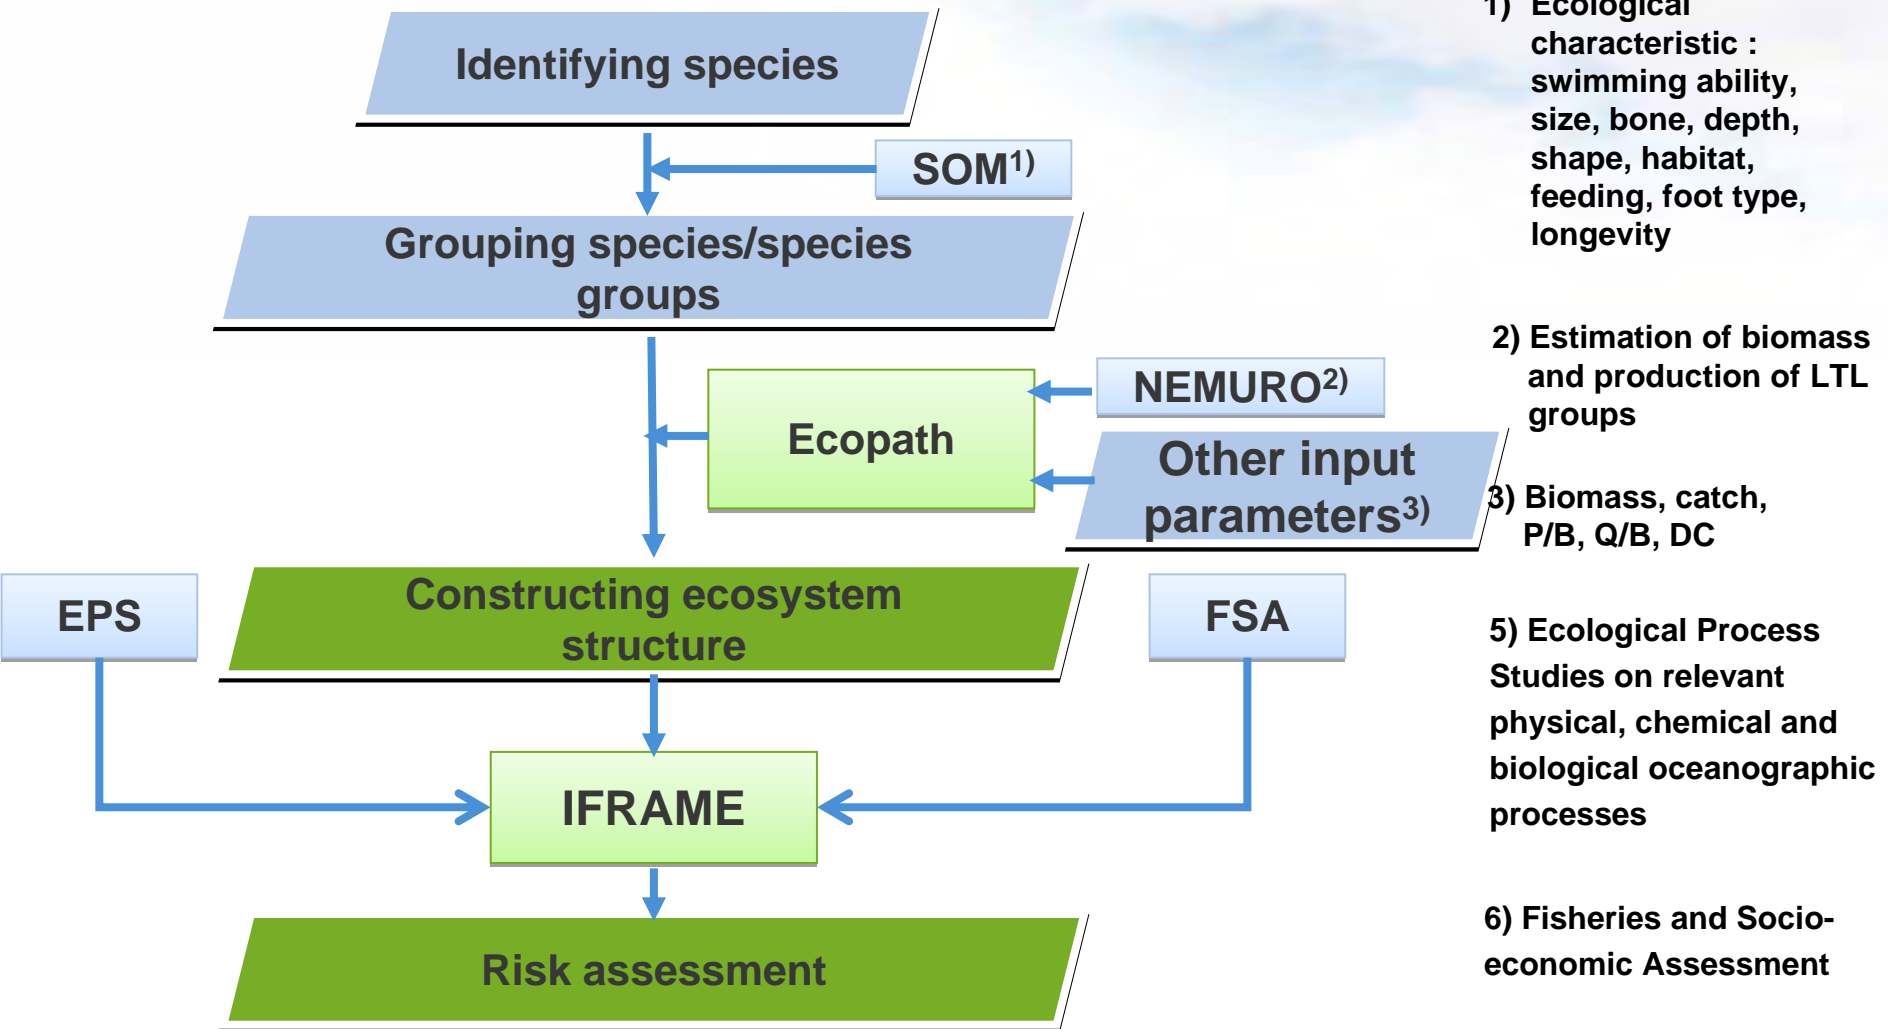 Identifying species
SOM1)
Grouping species/species
groups
NEMURO2)
Ecopath
Other input
parameters3)
Constructing ecosystem
structure
EPS
FSA
IFRAME
Risk assessment
1) Ecological
characteristic :
swimming ability,
size, bone, depth,
shape, habitat,
feeding, foot type,
longevity
2) Estimation of biomass
and production of LTL
groups
3) Biomass, catch,
P/B, Q/B, DC
5) Ecological Process
Studies on relevant
physical, chemical and
biological oceanographic
processes
6) Fisheries and Socio-
economic Assessment